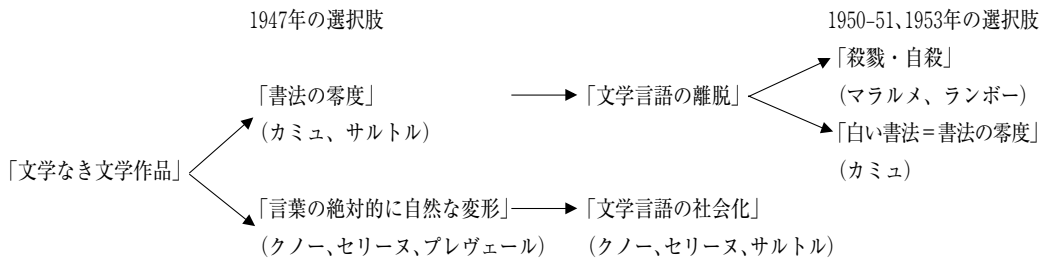 1947年の選択肢
1950–51、1953年の選択肢
「殺戮・自殺」
(マラルメ、ランボー)
「書法の零度」
「文学言語の離脱」
(カミュ、サルトル)
「白い書法=書法の零度」
(カミュ)
「文学なき文学作品」
「言葉の絶対的に自然な変形」
「文学言語の社会化」
(クノー、セリーヌ、プレヴェール)
(クノー、セリーヌ、サルトル)